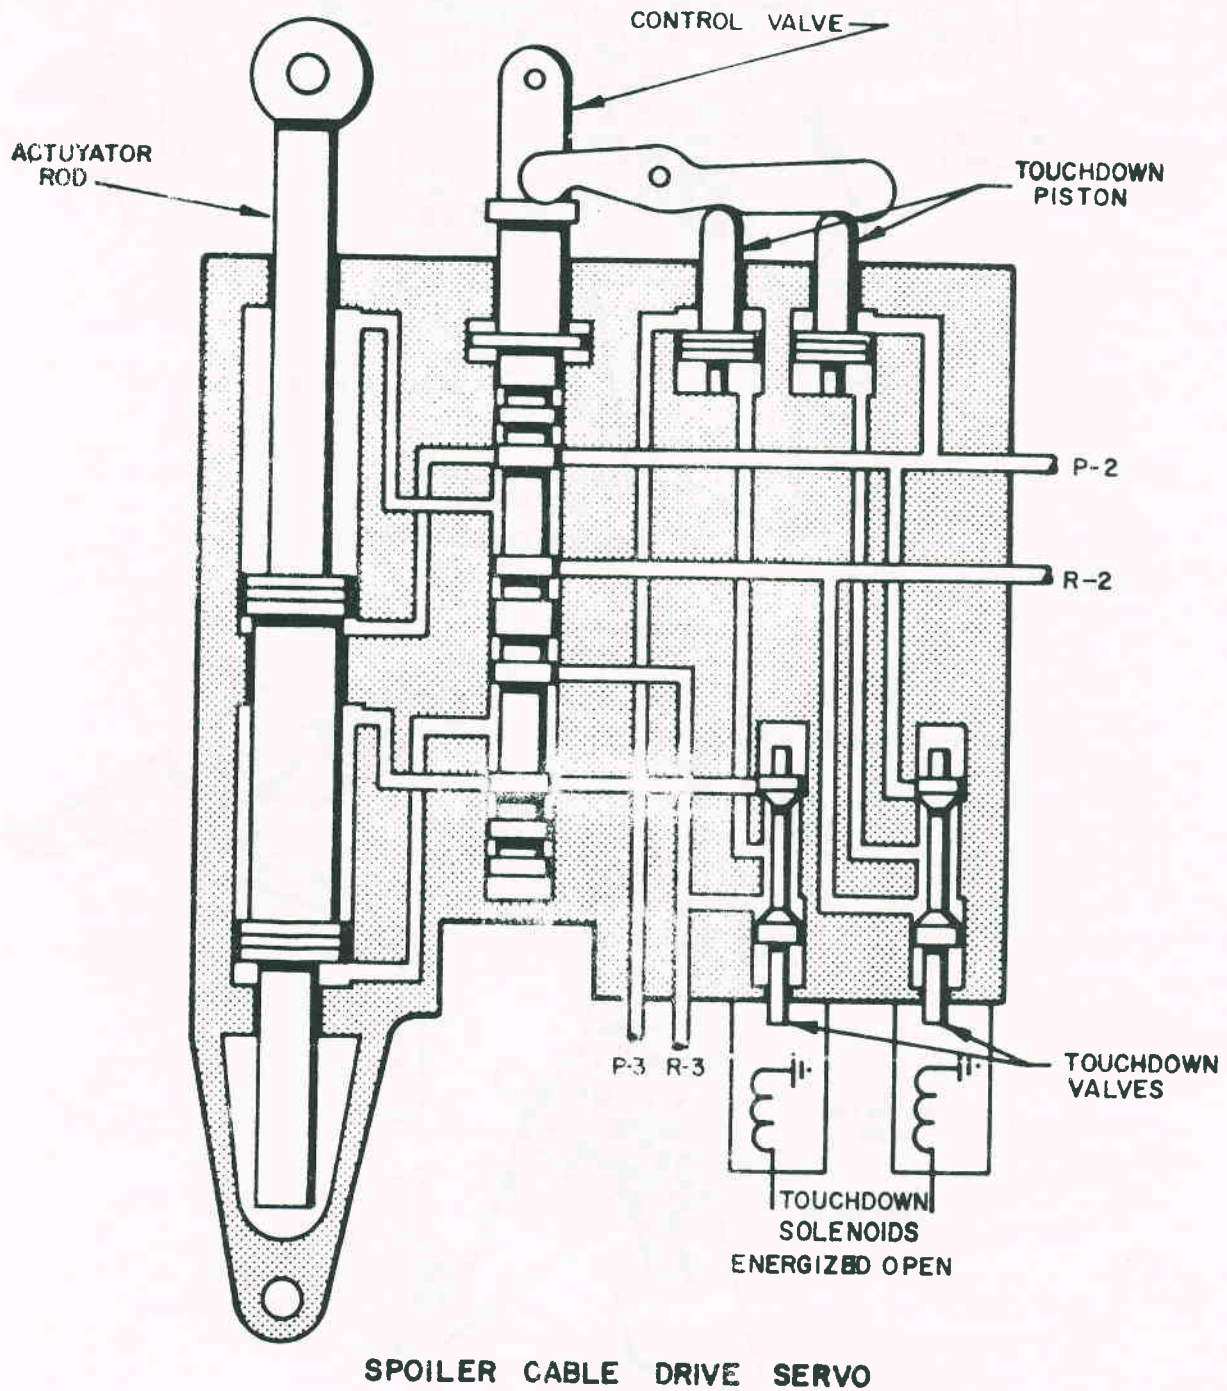 CONTROL VALVE
ACTUYATOR
ROD
TOUCHDOWN
PISTON
P-2
R-2
P-3 R-3
TOUCHDOWN
VALVES
TOUCHDOWN
SOLENOIDS
ENERGIZED OPEN
SPOILER CABLE DRIVE SERVO